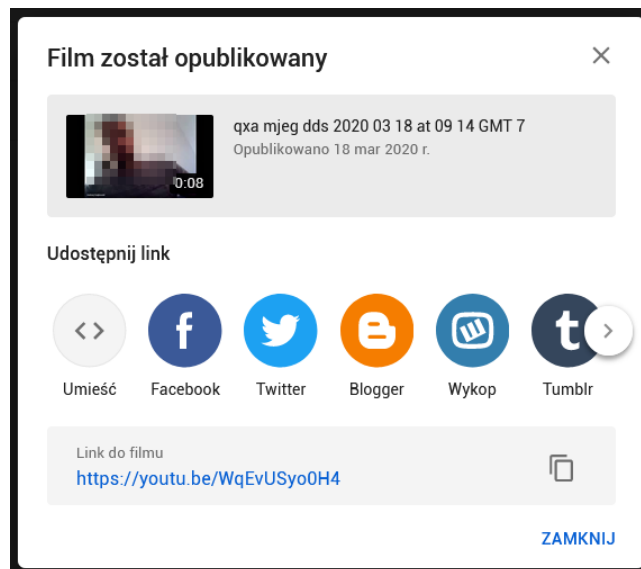 Film został opublikowany
qxa mjeg dds 2020 03 18 at 09 14 GMT 7
Opublikowano 18 mar 2020 r.
0:08
Udostępnij link
Umieść
Facebook
Twitter
Blogger
Wykop
Tumblr
Link do filmu
https://youtu.be/WqEvUSyo0H4
ZAMKNIJ